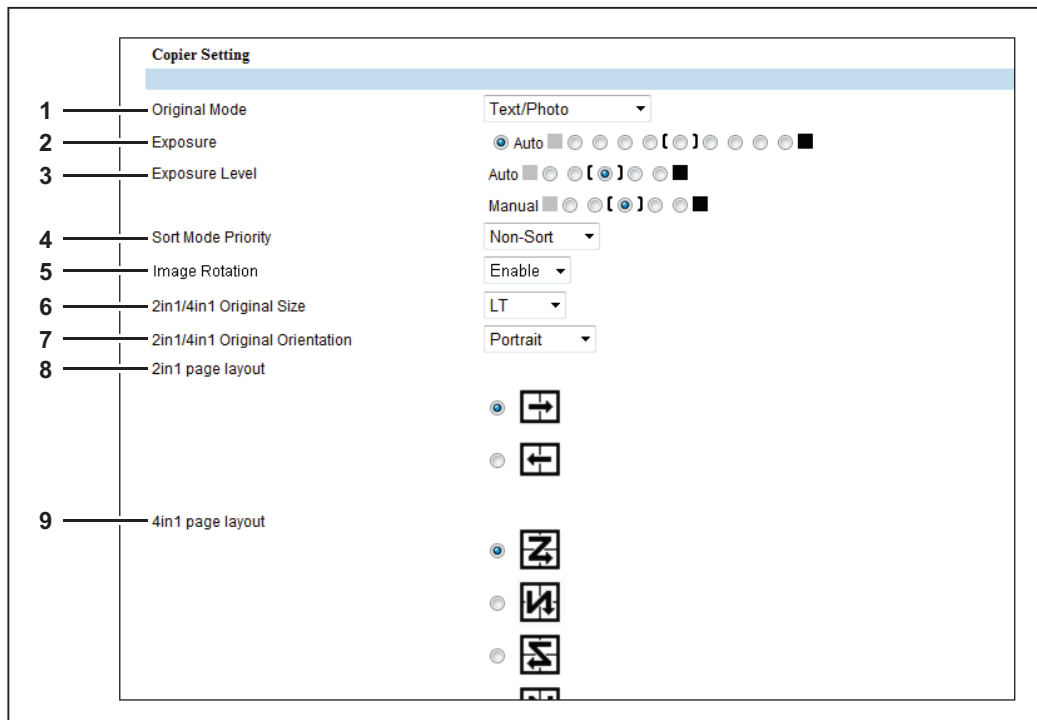 Copier Setting
1 Original Mode Text/Photo
2 Exposure Auto [ ]
3 Exposure Level Auto [ ]
Manual [ ]
4 Sort Mode Priority Non-Sort
5 Image Rotation Enable
6 2in1/4in1 Original Size LT
7 2in1/4in1 Original Orientation Portrait
8 2in1 page layout
9 4in1 page layout